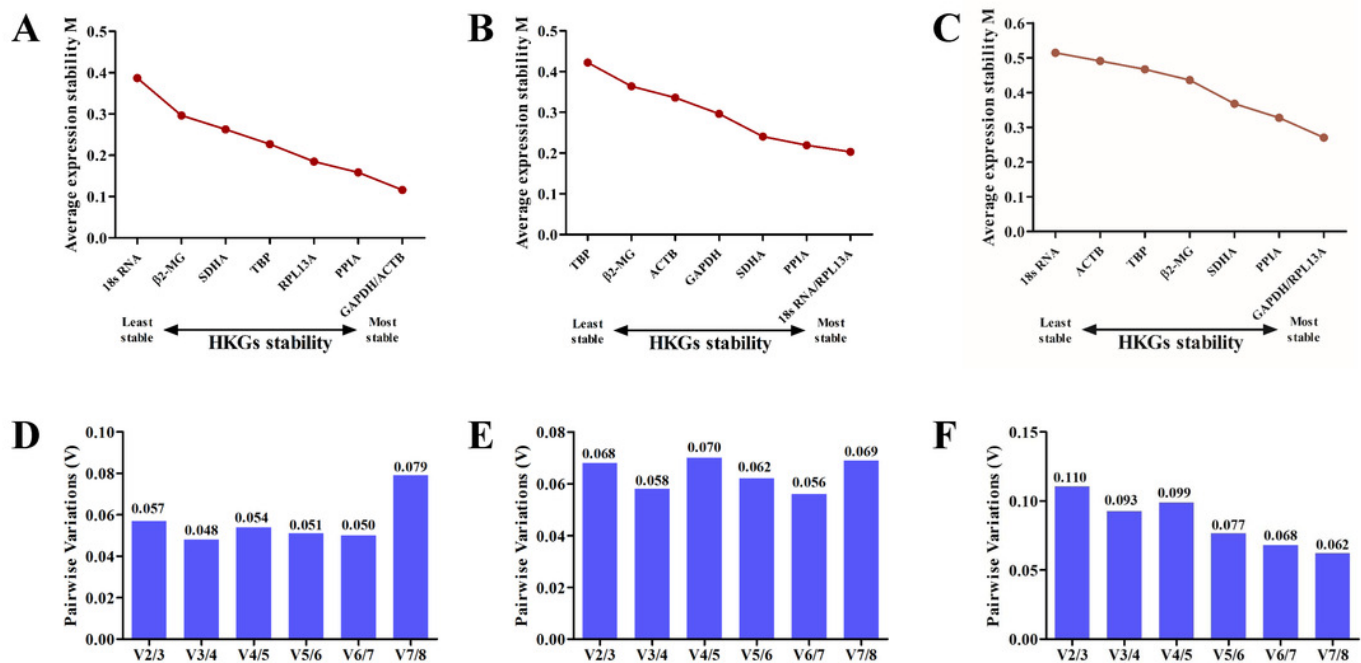 A
Average expression stability M
0.5
0.4
0.3
0.2
0.1
0.0
18s RNA
β2-MG
SDHA
TBP
RPL13A
PPIA
GAPDH/ACTB
Least
stable
Most
stable
HKGs stability
B
Average expression stability M
0.5
0.4
0.3
0.2
0.1
0.0
TBP
β2-MG
ACTB
GAPDH
SDHA
PPIA
18s RNA/RPL13A
Least
stable
Most
stable
HKGs stability
C
Average expression stability M
0.6
0.5
0.4
0.3
0.2
0.1
0.0
18s RNA
ACTB
TBP
β2-MG
SDHA
PPIA
GAPDH/RPL13A
Least
stable
Most
stable
HKGs stability
D
Pairwise Variations (V)
0.10
0.08
0.06
0.04
0.02
0.00
0.057
0.048
0.054
0.051
0.050
0.079
V2/3
V3/4
V4/5
V5/6
V6/7
V7/8
E
Pairwise Variations (V)
0.08
0.06
0.04
0.02
0.00
0.068
0.058
0.070
0.062
0.056
0.069
V2/3
V3/4
V4/5
V5/6
V6/7
V7/8
F
Pairwise Variations (V)
0.15
0.10
0.05
0.00
0.110
0.093
0.099
0.077
0.068
0.062
V2/3
V3/4
V4/5
V5/6
V6/7
V7/8